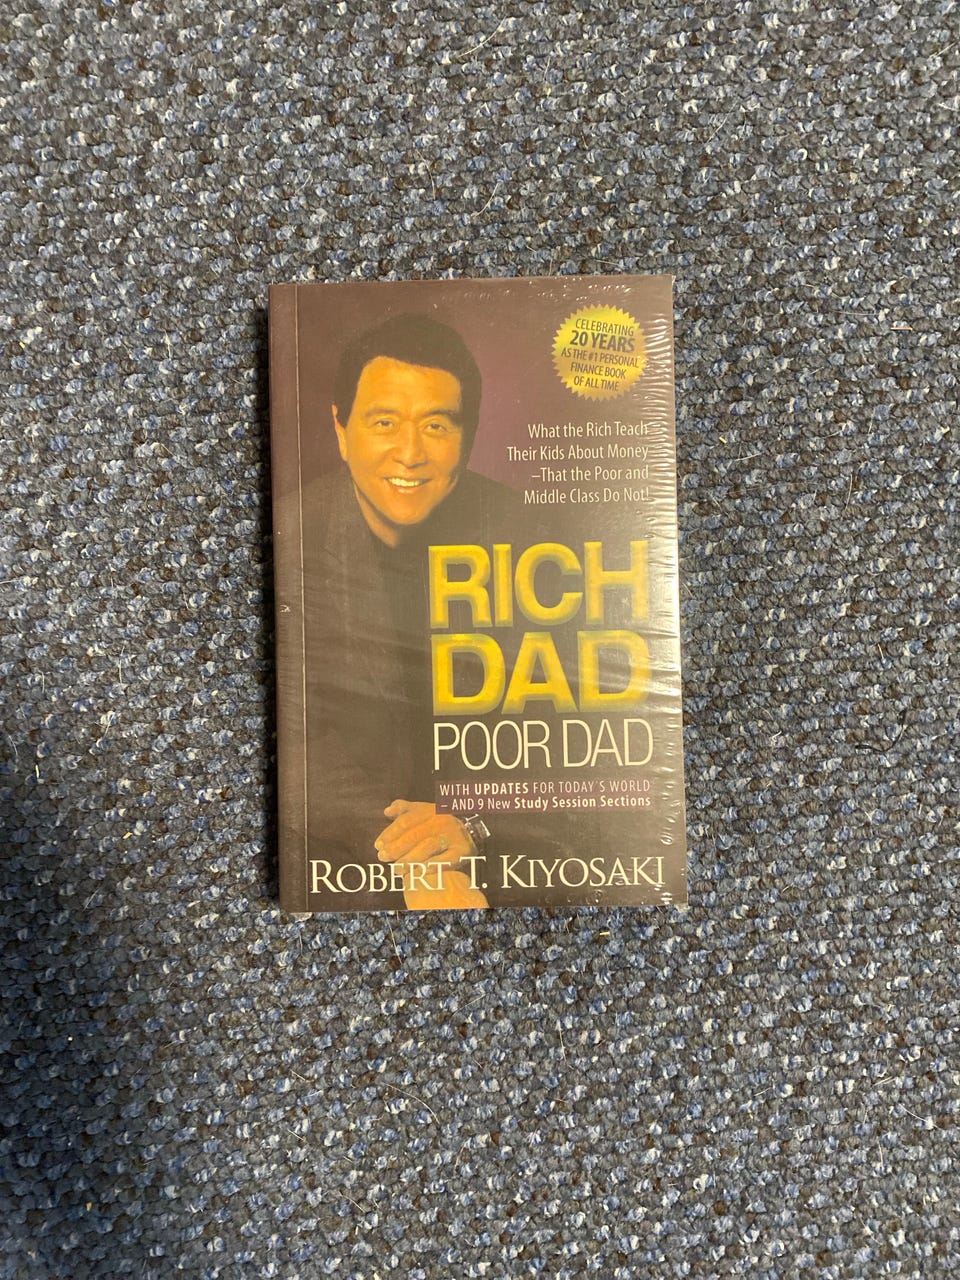 CELEBRATING
20 YEARS
AS THE #1 PERSONAL
FINANCE BOOK
OF ALL TIME
What the Rich Teach
Their Kids About Money
–That the Poor and
Middle Class Do Not!
RICH
DAD
POOR DAD
WITH UPDATES FOR TODAY'S WORLD
– AND 9 New Study Session Sections
ROBERT T. KIYOSAKI